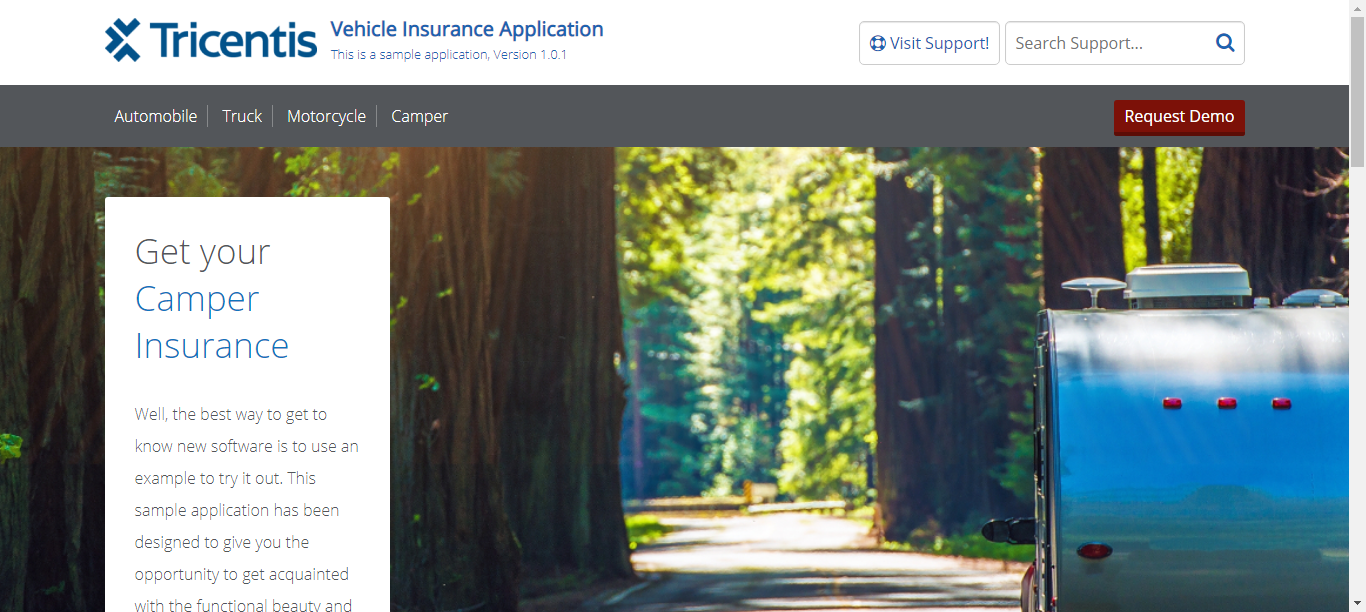 Tricentis
Vehicle Insurance Application
This is a sample application, Version 1.0.1
Visit Support!
Search Support...
Automobile
Truck
Motorcycle
Camper
Request Demo
Get your
Camper
Insurance
Well, the best way to get to
know new software is to use an
example to try it out. This
sample application has been
designed to give you the
opportunity to get acquainted
with the functional beauty and